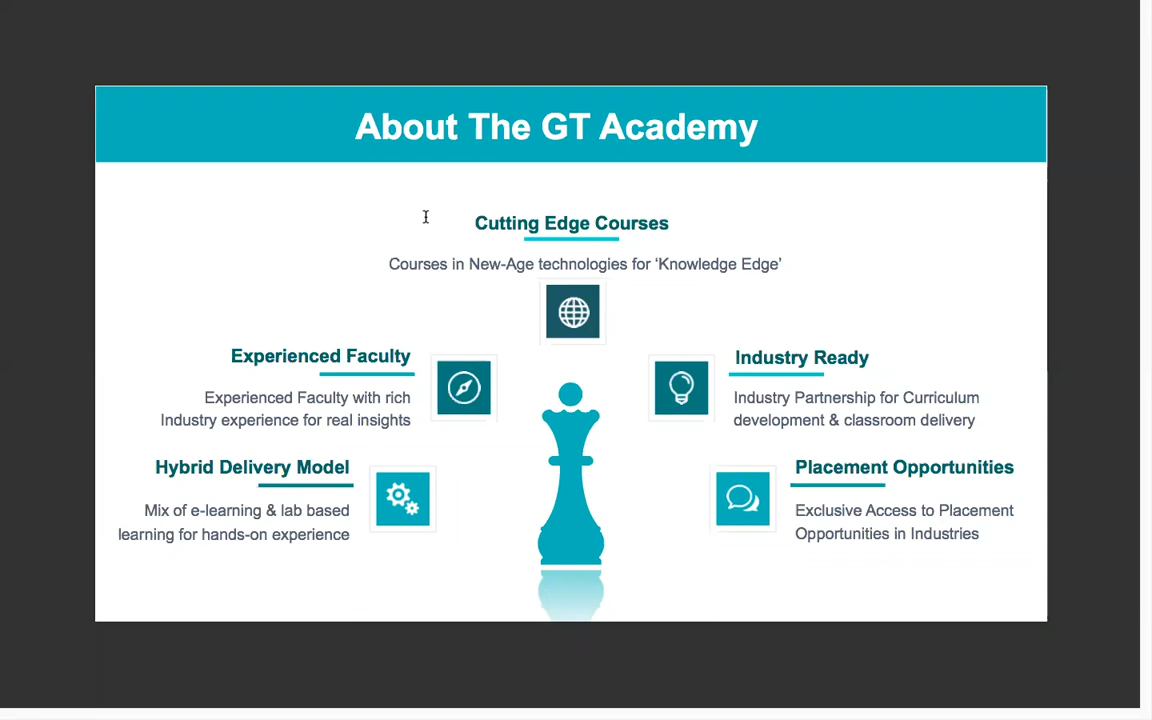 About The GT Academy
Cutting Edge Courses
Courses in New-Age technologies for ‘Knowledge Edge’
Experienced Faculty
Experienced Faculty with rich
Industry experience for real insights
Industry Ready
Industry Partnership for Curriculum
development & classroom delivery
Hybrid Delivery Model
Mix of e-learning & lab based
learning for hands-on experience
Placement Opportunities
Exclusive Access to Placement
Opportunities in Industries